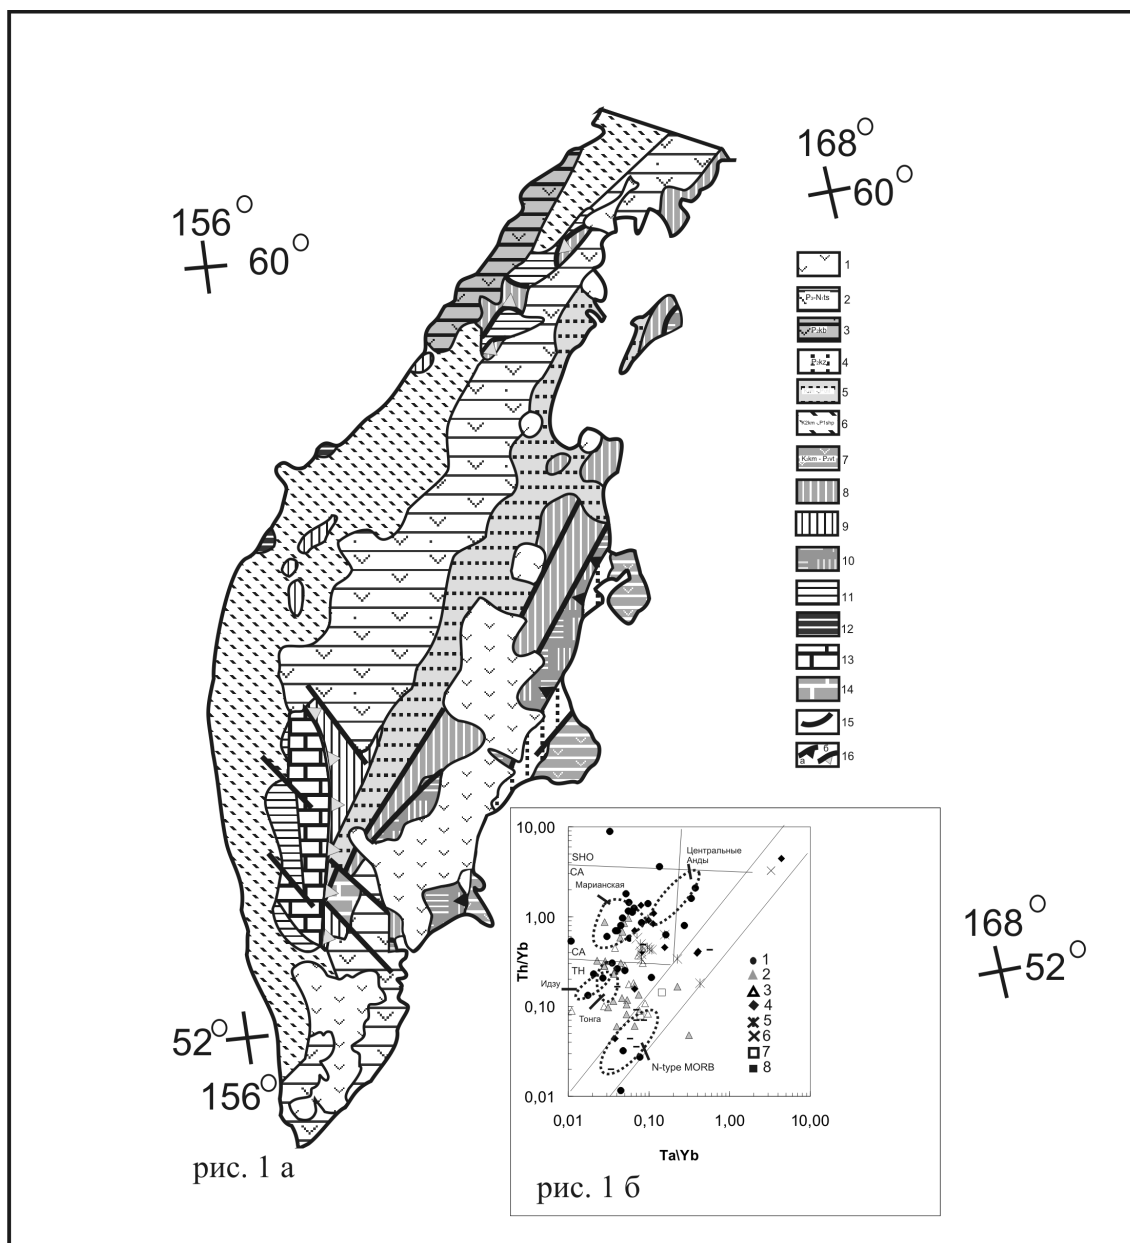 168°
60°
156°
60°
1
P₃-N₁ts
2
P₂kb
3
P₂kz
4
5
K2km -P1shp
6
7
8
9
10
11
12
13
14
15
а
б
16
168°
52°
52°
156°
рис. 1 а
10,00
1,00
0,10
0,01
Th/Yb
SHO
CA
Марианская
Центральные
Анды
CA
TH
Идзу
Тонга
N-type MORB
1
2
3
4
5
6
7
8
0,01
0,10
1,00
10,00
Ta\Yb
рис. 1 б